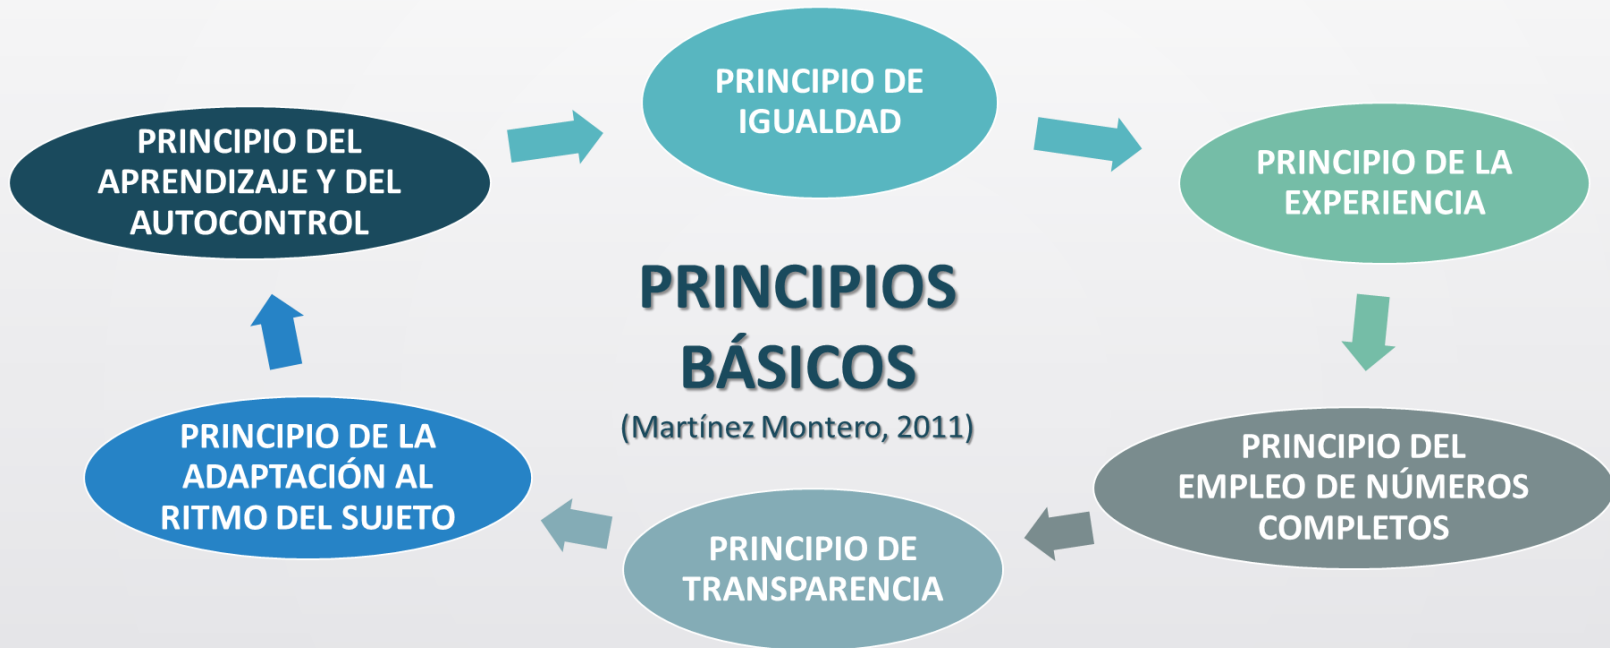 PRINCIPIO DE
IGUALDAD
PRINCIPIO DE LA
EXPERIENCIA
PRINCIPIO DEL
EMPLEO DE NÚMEROS
COMPLETOS
PRINCIPIO DE
TRANSPARENCIA
PRINCIPIO DE LA
ADAPTACIÓN AL
RITMO DEL SUJETO
PRINCIPIO DEL
APRENDIZAJE Y DEL
AUTOCONTROL
PRINCIPIOS
BÁSICOS
(Martínez Montero, 2011)